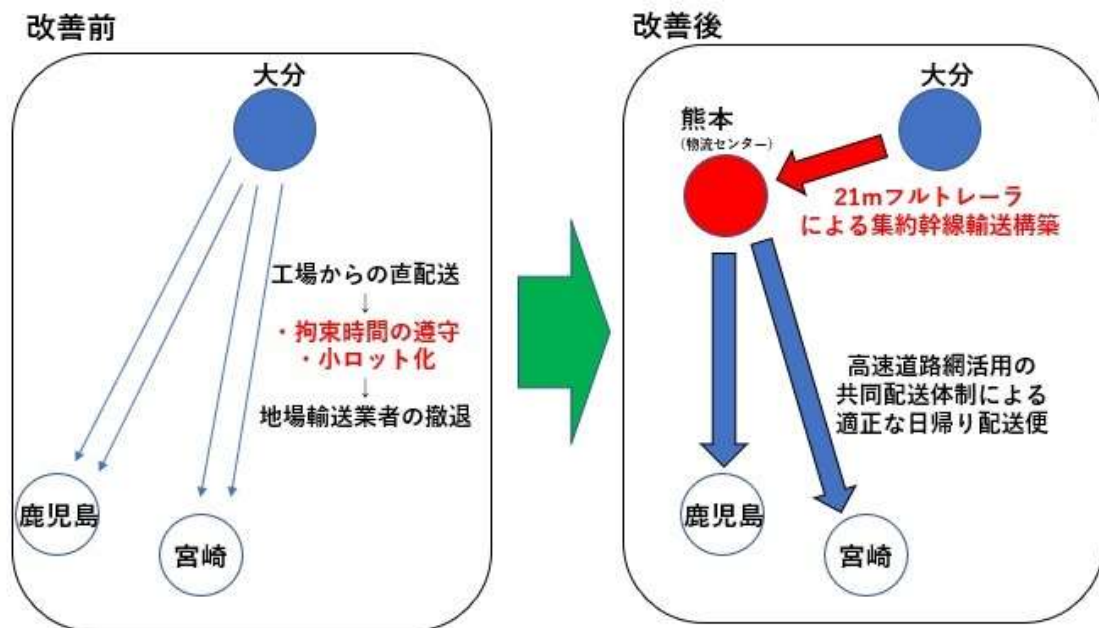 改善前
大分
工場からの直配送
↓
・拘束時間の遵守
・小ロット化
↓
地場輸送業者の撤退
鹿児島
宮崎
改善後
大分
熊本
（物流センター）
21mフルトレーラ
による集約幹線輸送構築
高速道路網活用の
共同配送体制による
適正な日帰り配送便
鹿児島
宮崎